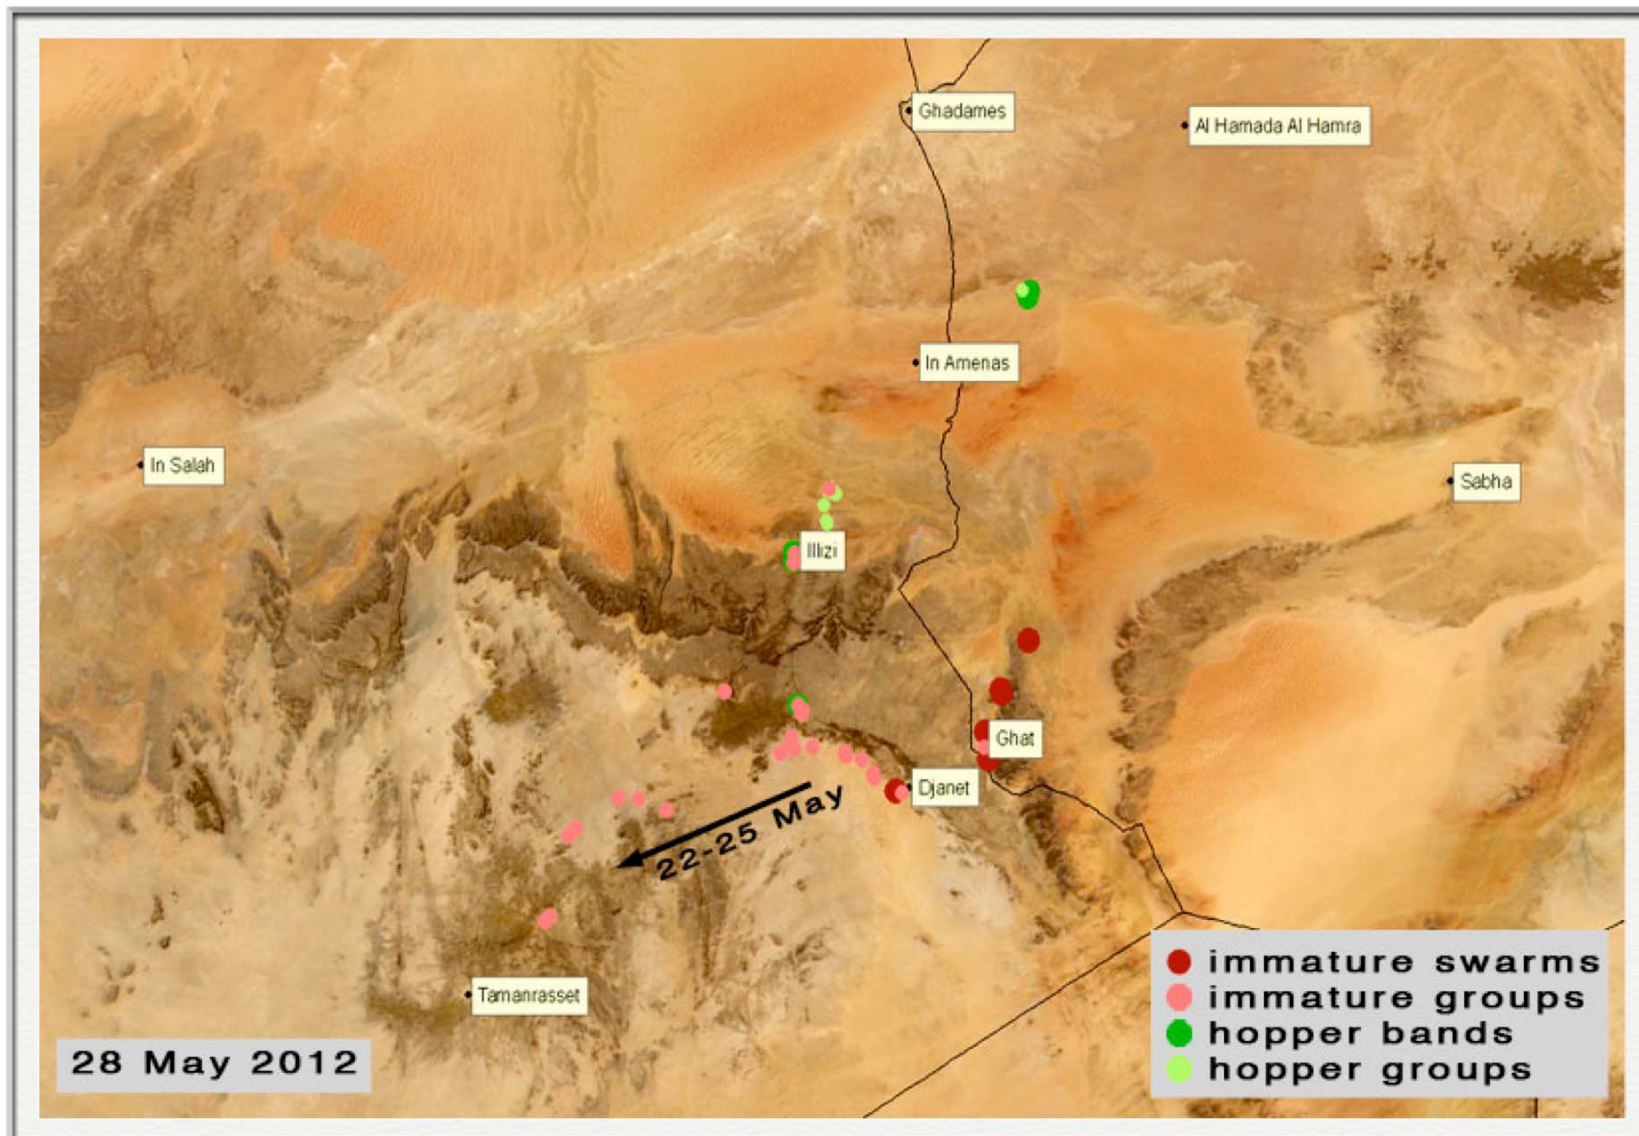 Ghadames
Al Hamada Al Hamra
In Amenas
In Salah
Sabha
Illizi
Ghat
Djanet
22-25 May
Tamanrasset
immature swarms
immature groups
hopper bands
hopper groups
28 May 2012